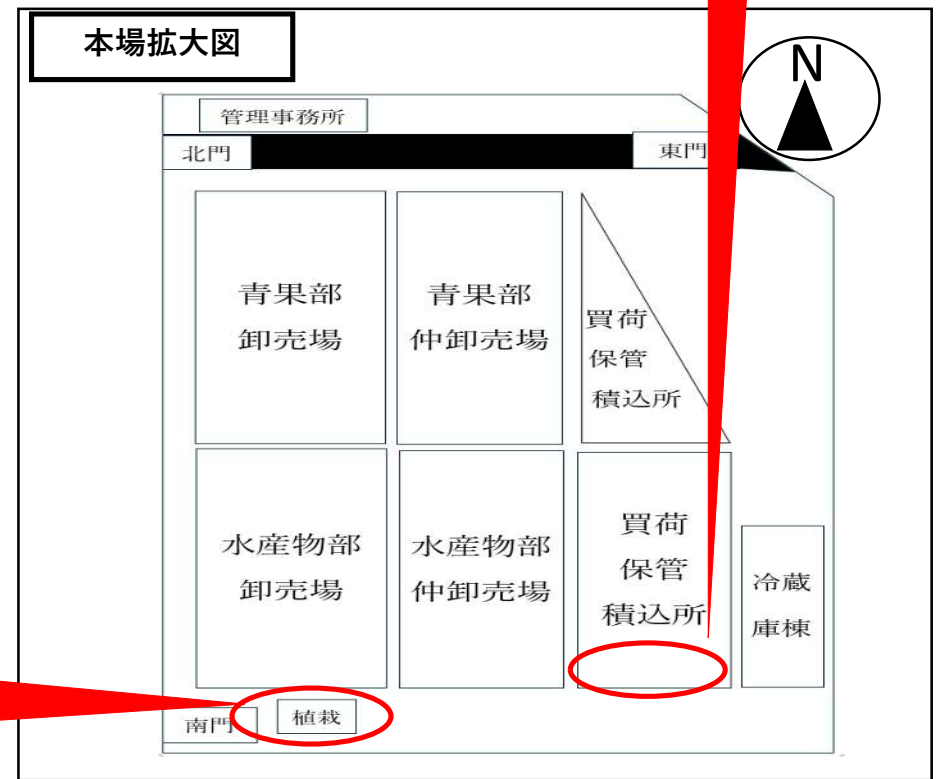 本場拡大図
N
管理事務所
北門
東門
青果部
卸売場
青果部
仲卸売場
買荷
保管
積込所
水産物部
卸売場
水産物部
仲卸売場
買荷
保管
積込所
冷蔵
庫棟
南門
植栽